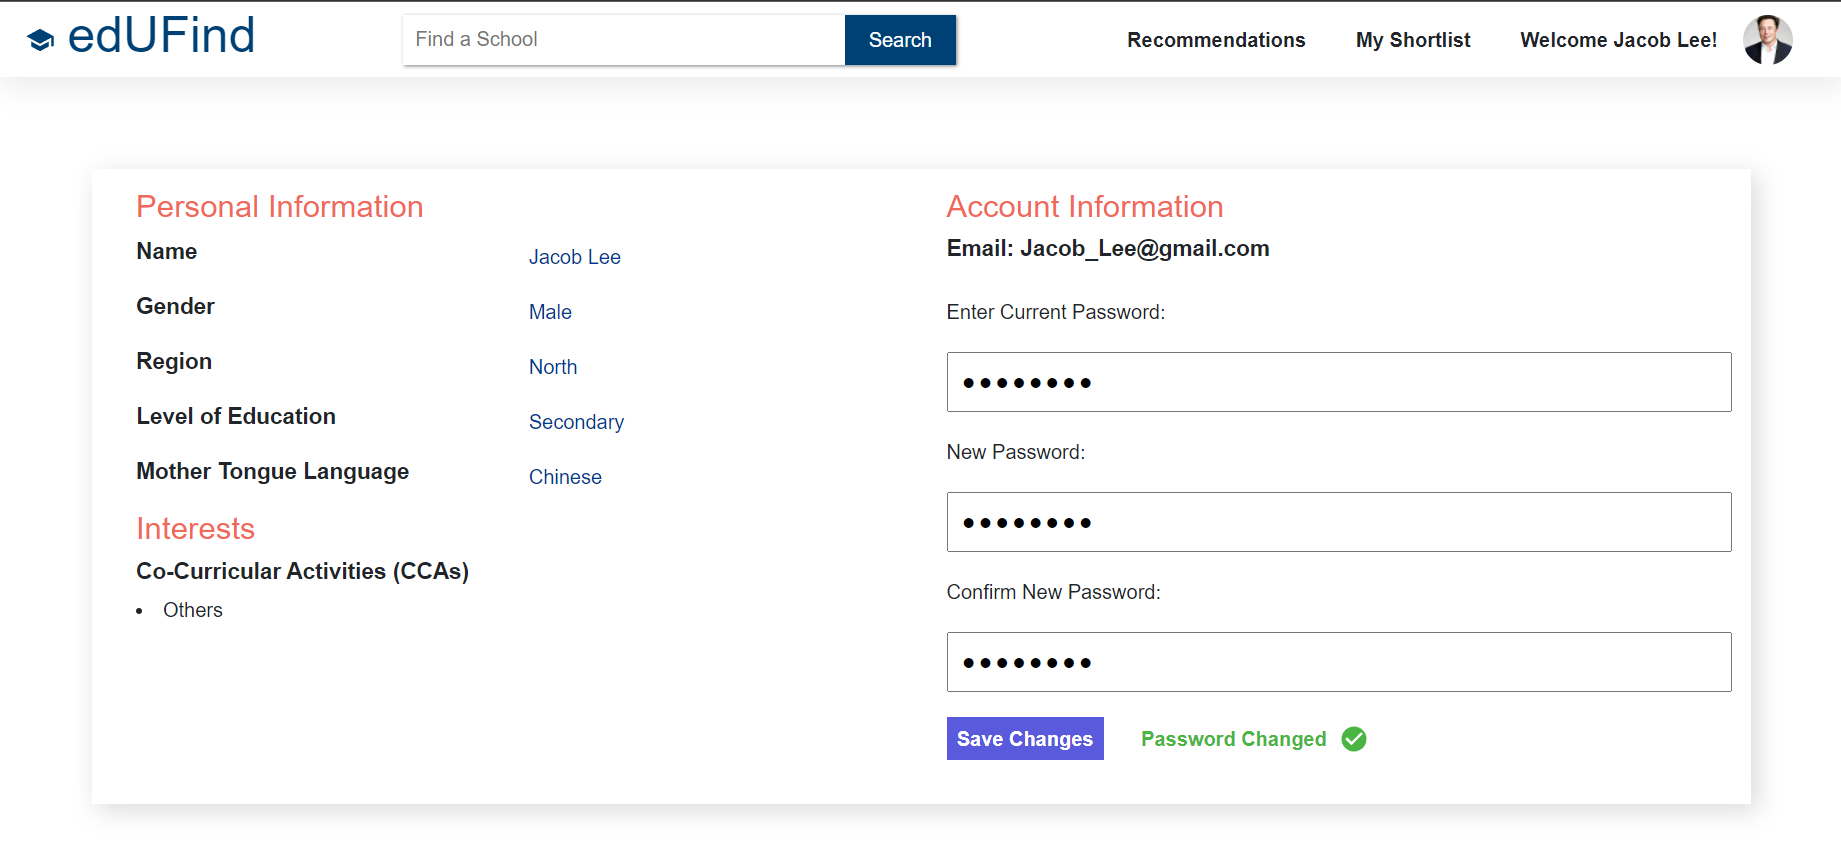 edUFind
Find a School
Search
Recommendations
My Shortlist
Welcome Jacob Lee!
Personal Information
Name
Jacob Lee
Gender
Male
Region
North
Level of Education
Secondary
Mother Tongue Language
Chinese
Interests
Co-Curricular Activities (CCAs)
• Others
Account Information
Email: Jacob_Lee@gmail.com
Enter Current Password:
••••••••
New Password:
••••••••
Confirm New Password:
••••••••
Save Changes
Password Changed